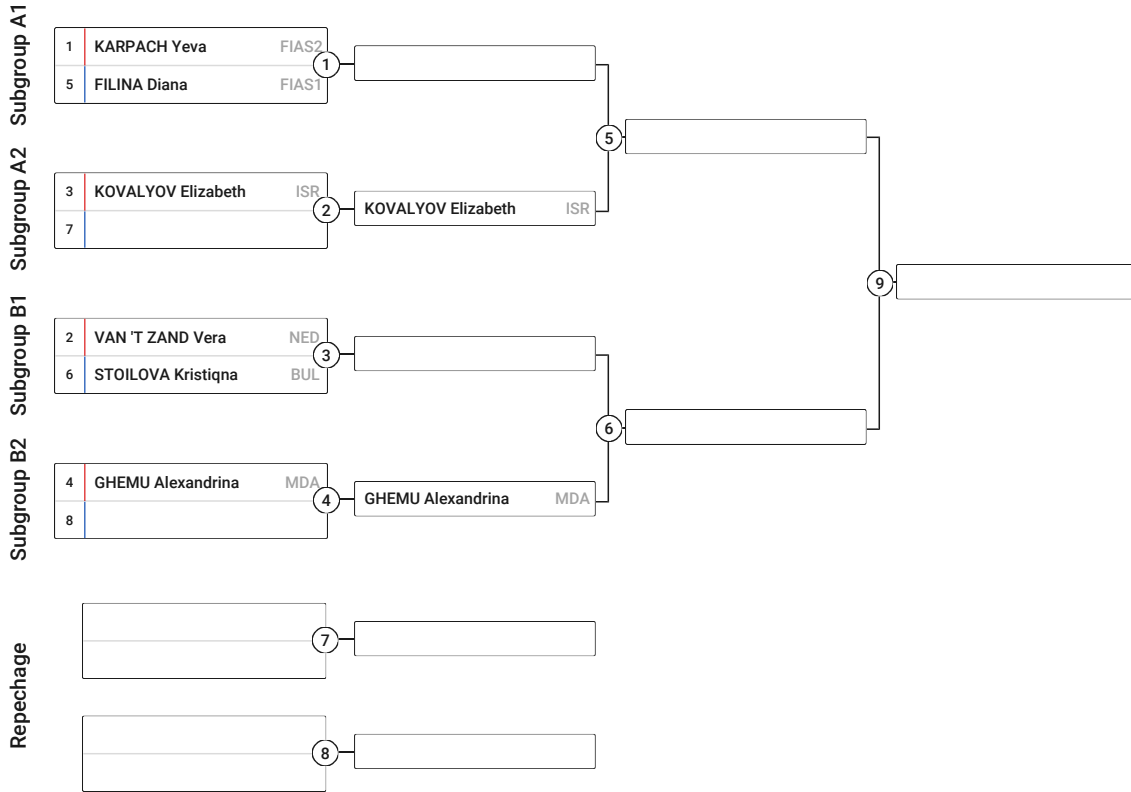 Subgroup A1
1 KARPACH Yeva FIAS2
5 FILINA Diana FIAS1
1
5
Subgroup A2
3 KOVALYOV Elizabeth ISR
7
2
KOVALYOV Elizabeth ISR
9
Subgroup B1
2 VAN 'T ZAND Vera NED
6 STOILOVA Kristiqna BUL
3
6
Subgroup B2
4 GHEMU Alexandrina MDA
8
4
GHEMU Alexandrina MDA
Repechage
7
8